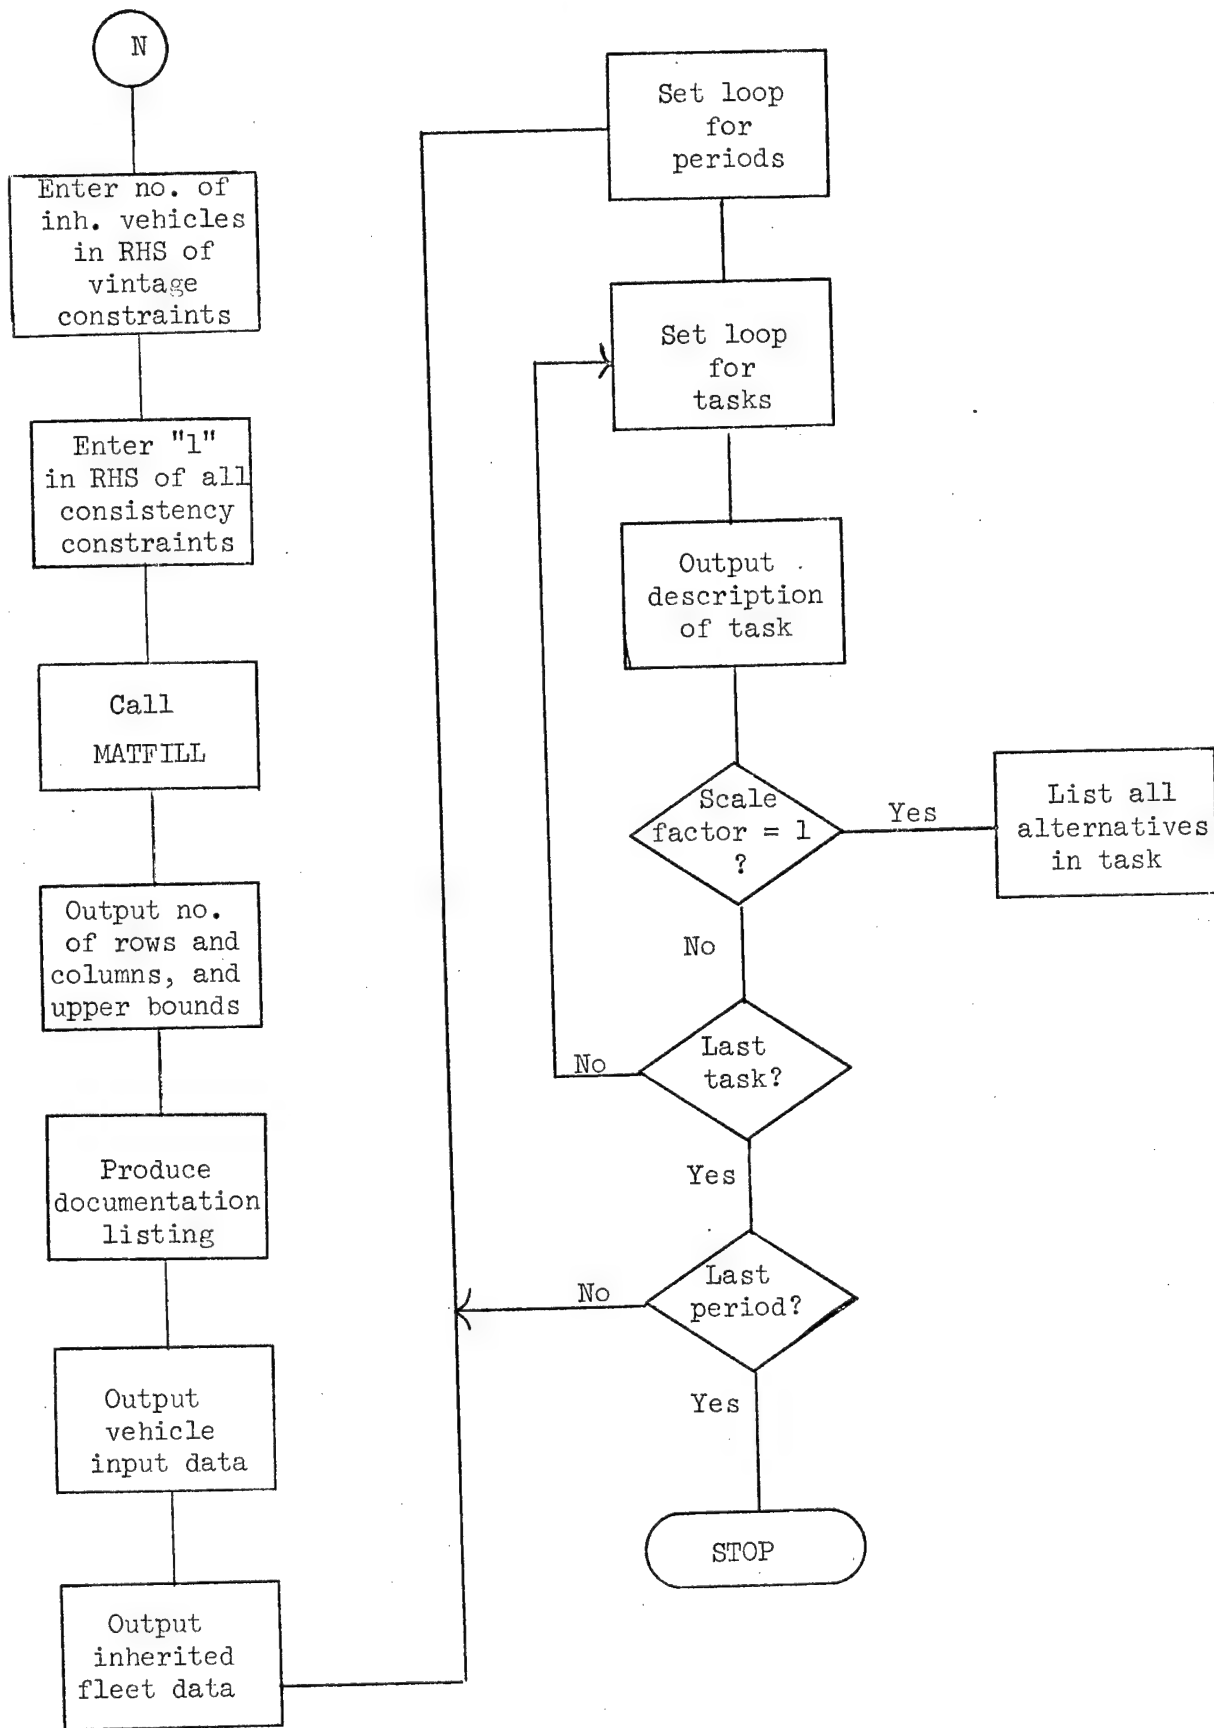 N
Enter no. of
inh. vehicles
in RHS of
vintage
constraints
Enter "1"
in RHS of all
consistency
constraints
Call
MATFILL
Output no.
of rows and
columns, and
upper bounds
Produce
documentation
listing
Output
vehicle
input data
Output
inherited
fleet data
Set loop
for
periods
Set loop
for
tasks
Output
description
of task
Scale
factor = 1
?
Yes
List all
alternatives
in task
No
Last
task?
No
Yes
Last
period?
No
Yes
STOP